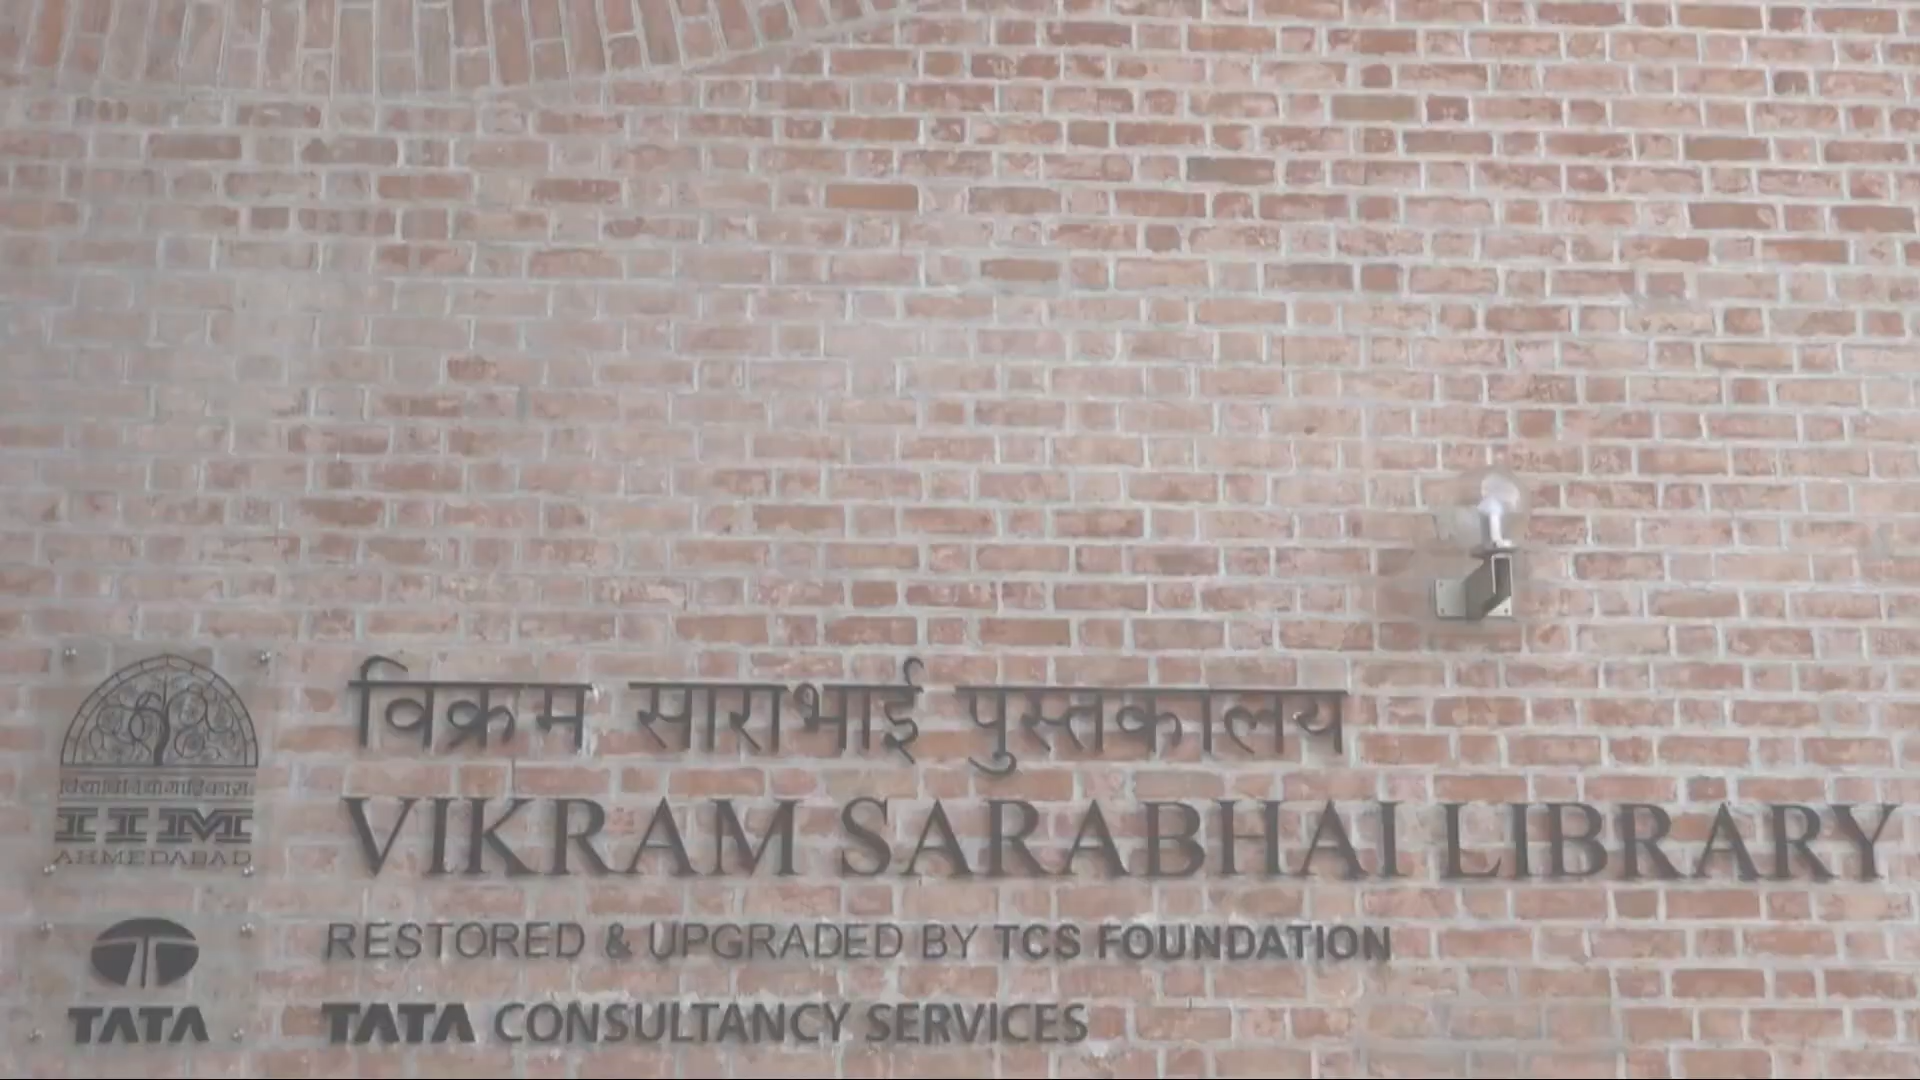 विक्रम साराभाई पुस्तकालय
VIKRAM SARABHAI LIBRARY
IIM
AHMEDABAD
RESTORED & UPGRADED BY TCS FOUNDATION
TATA
TATA CONSULTANCY SERVICES